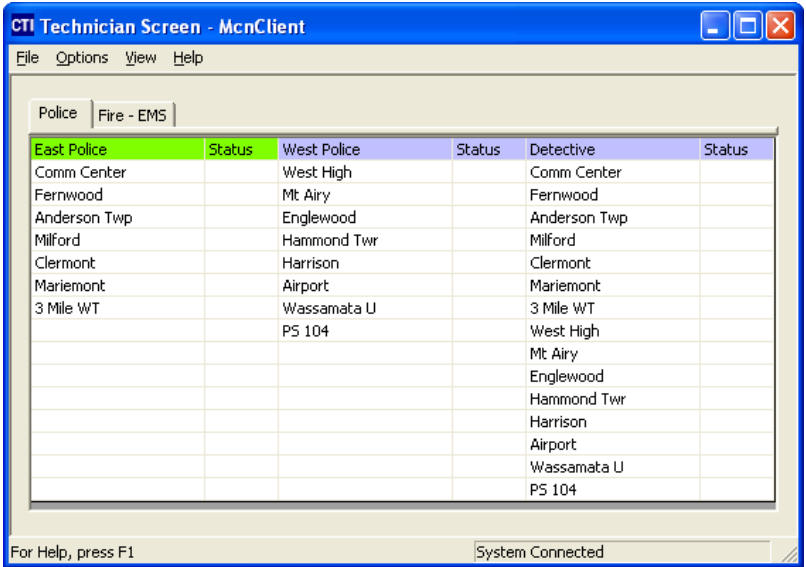 CTI Technician Screen - McnClient
File Options View Help
Police Fire - EMS
East Police Status West Police Status Detective Status
Comm Center West High Comm Center
Fernwood Mt Airy Fernwood
Anderson Twp Englewood Anderson Twp
Milford Hammond Twr Milford
Clermont Harrison Clermont
Mariemont Airport Mariemont
3 Mile WT Wassamata U 3 Mile WT
PS 104 West High
Mt Airy
Englewood
Hammond Twr
Harrison
Airport
Wassamata U
PS 104
For Help, press F1 System Connected